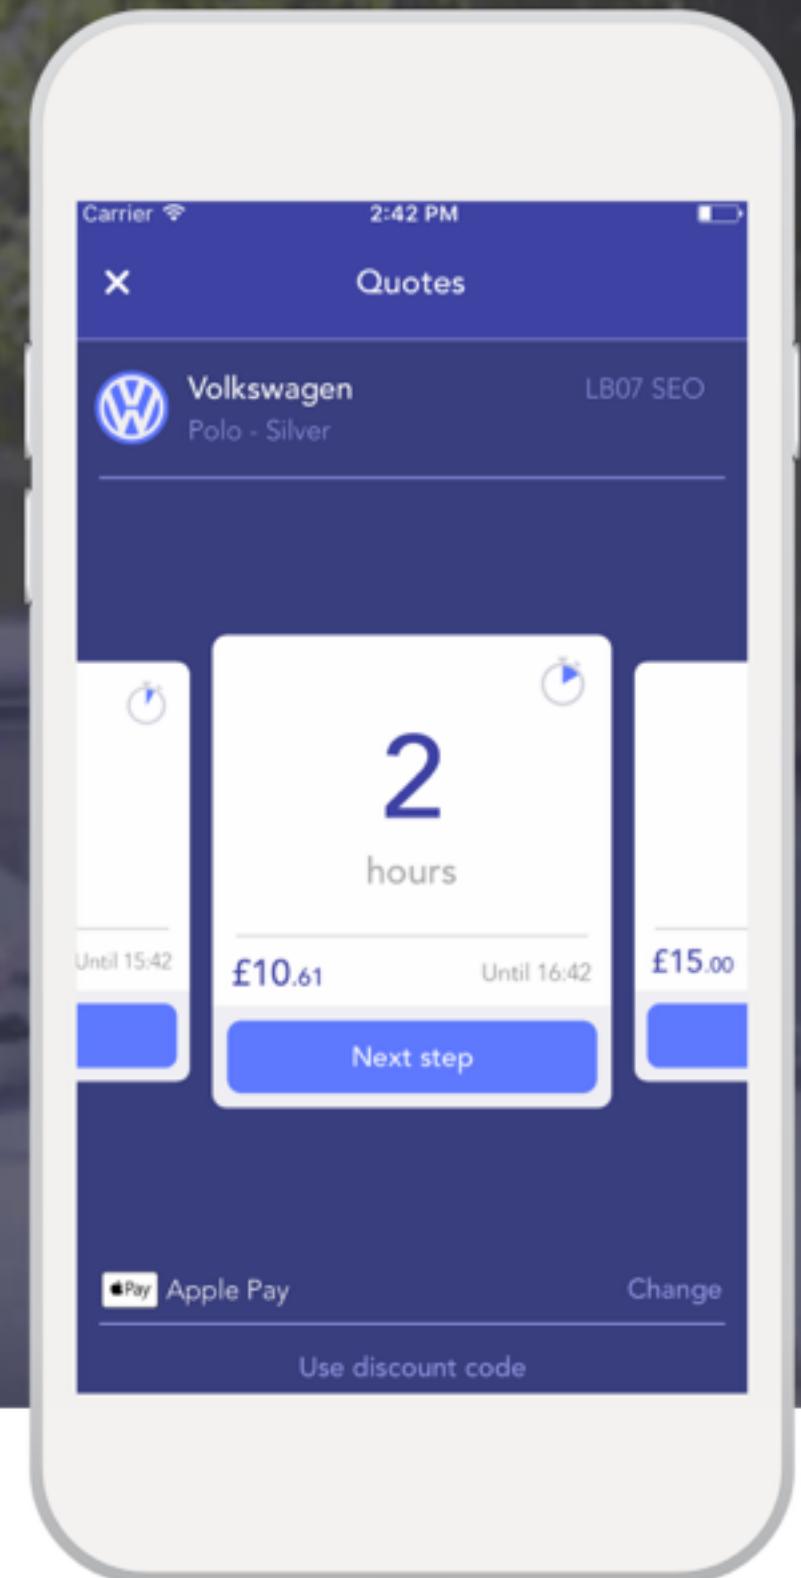 Carrier 2:42 PM
Quotes
Volkswagen LB07 SEO
Polo - Silver
2
hours
Until 15:42 £10.61 Until 16:42 £15.00
Next step
Pay Apple Pay Change
Use discount code